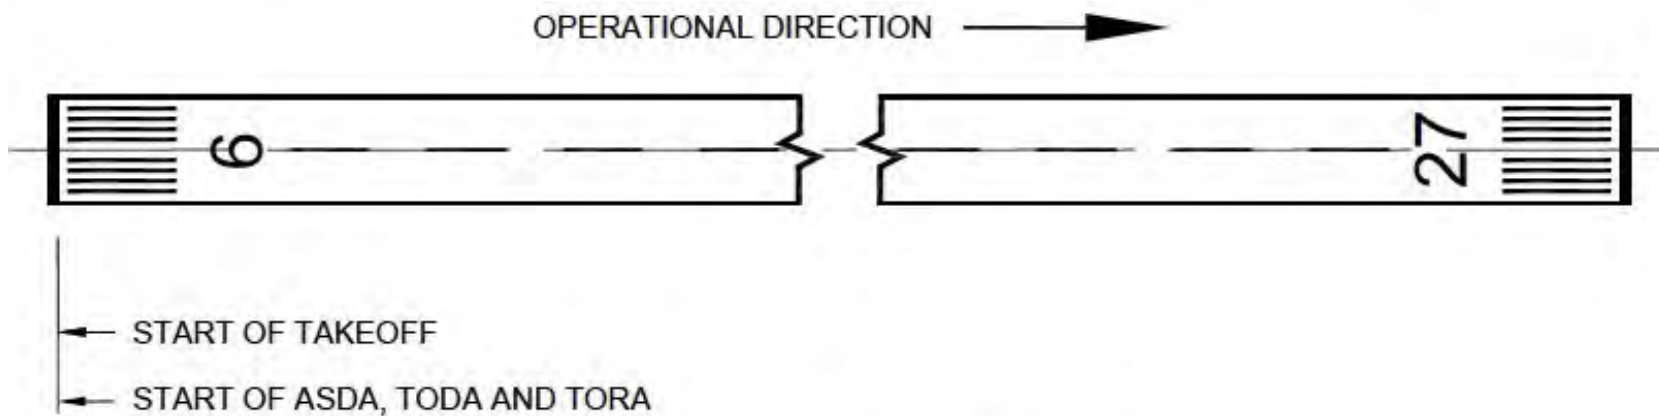 OPERATIONAL DIRECTION
9
27
START OF TAKEOFF
START OF ASDA, TODA AND TORA